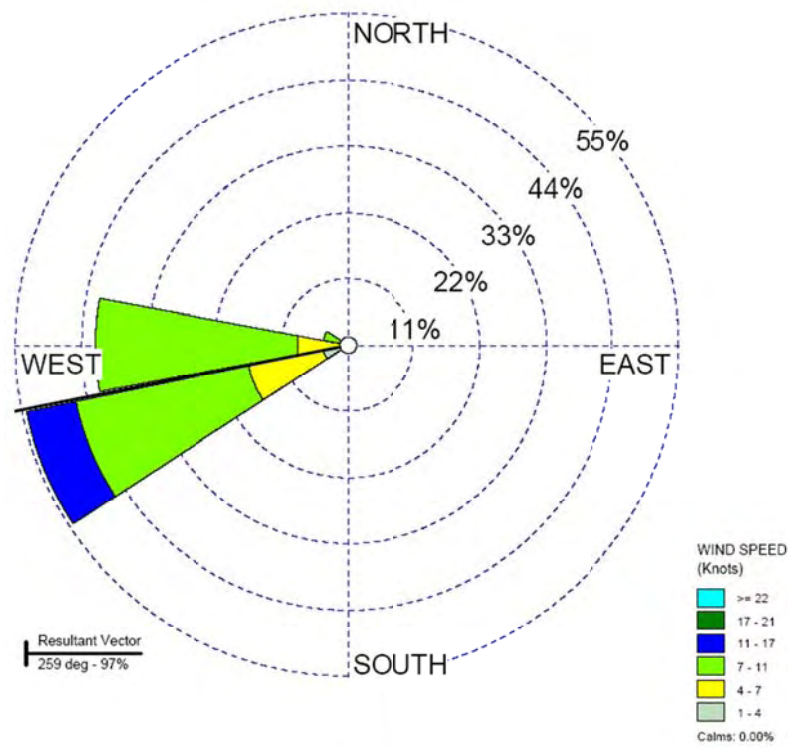 NORTH
55%
44%
33%
22%
11%
WEST
EAST
WIND SPEED
(Knots)
>= 22
17 - 21
11 - 17
7 - 11
4 - 7
1 - 4
Calms: 0.00%
Resultant Vector
259 deg - 97%
SOUTH